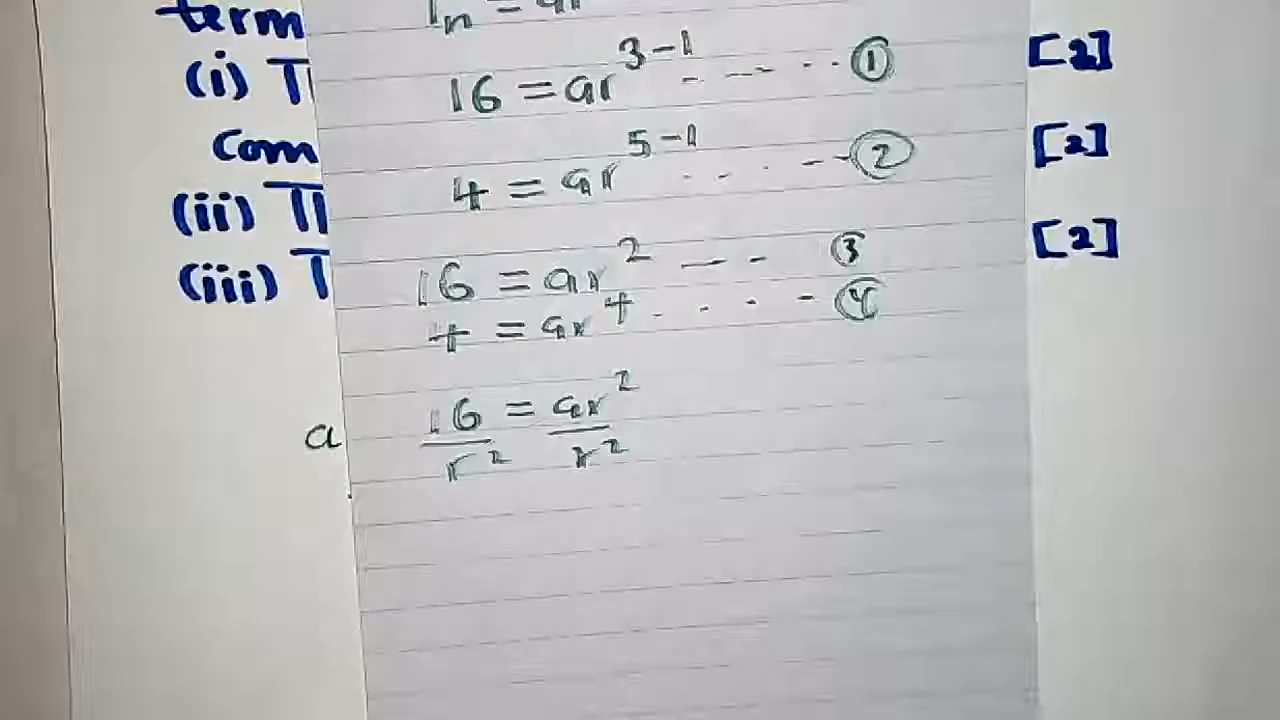 term
Tn = ar
(i) T
16 = ar^3-1 ------- ①
[2]
Com
4 = ar^5-1 ------- ②
[2]
(ii) T
16 = ar^2 ---- ③
[2]
(iii) T
4 = ar^4 ----- ④
a
16/r^2 = ar^2/r^2